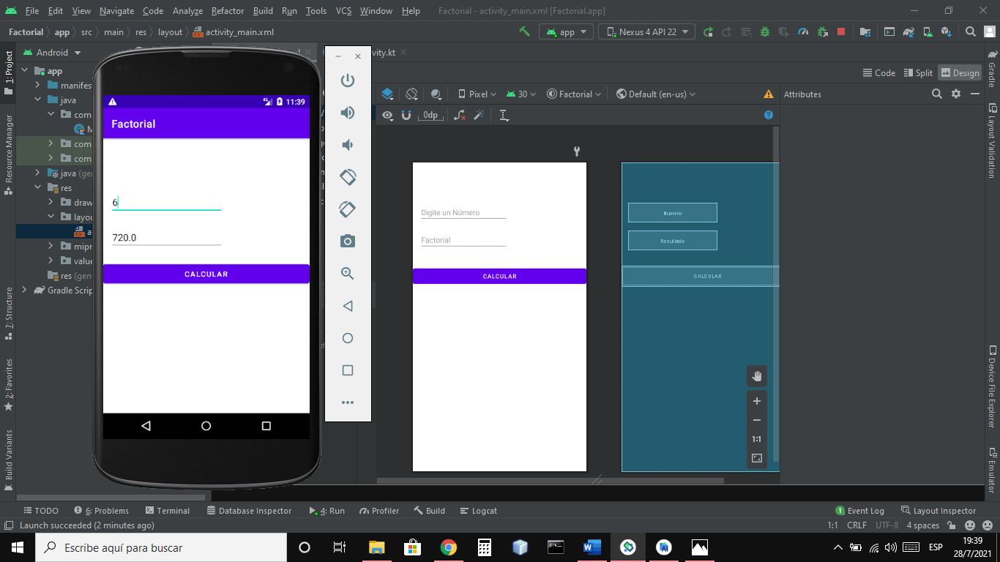 File Edit View Navigate Code Analyze Refactor Build Run Tools VCS Window Help Factorial - activity_main.xml [Factorial.app]
Factorial app src main res layout activity_main.xml app Nexus 4 API 22
Android
ivity.kt
Code Split Design
1: Project
Resource Manager
7: Structure
2: Favorites
Build Variants
app
manifes
java
com
M
com
com
java (gen
res
draw
layou
a
mipr
value
res (gen
Gradle Scrip
4G 11:39
Factorial
6
720.0
CALCULAR
Pixel 30 Factorial Default (en-us)
0dp
Digite un Número
Factorial
CALCULAR
Numero
Resultado
CALCULAR
1:1
Attributes
Gradle
Layout Validation
Device File Explorer
Emulator
TODO 6: Problems Terminal Database Inspector 4: Run Profiler Build Logcat 1 Event Log Layout Inspector
Launch succeeded (2 minutes ago) 1:1 CRLF UTF-8 4 spaces
Escribe aquí para buscar
ESP
19:39
28/7/2021